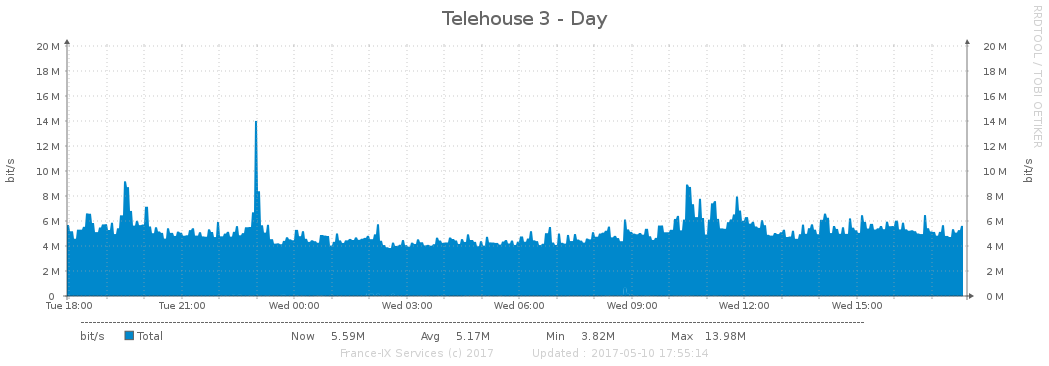 Telehouse 3 - Day
RRDTOOL / TOBI OETIKER
bit/s
20 M 20 M
18 M 18 M
16 M 16 M
14 M 14 M
12 M 12 M
10 M 10 M
8 M 8 M
6 M 6 M
4 M 4 M
2 M 2 M
0 0 M
bit/s
Tue 18:00 Tue 21:00 Wed 00:00 Wed 03:00 Wed 06:00 Wed 09:00 Wed 12:00 Wed 15:00
bit/s Total Now 5.59M Avg 5.17M Min 3.82M Max 13.98M
France-IX Services (c) 2017 Updated : 2017-05-10 17:55:14